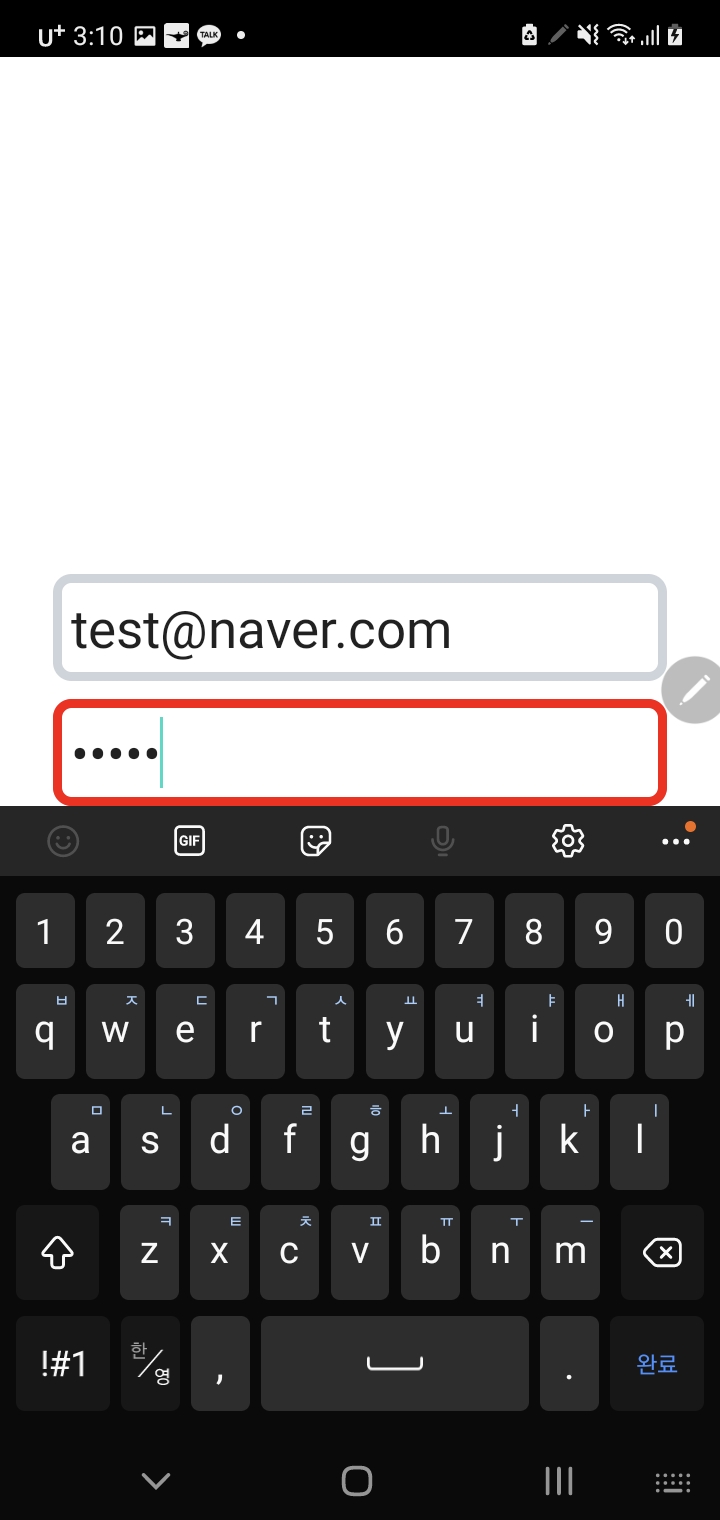 U+ 3:10 TALK
test@naver.com
•••••
GIF
1 2 3 4 5 6 7 8 9 0
q ㅂ w ㅈ e ㄷ r ㄱ t ㅅ y ㅛ u ㅕ i ㅑ o ㅐ p ㅔ
a ㅁ s ㄴ d ㅇ f ㄹ g ㅎ h ㅗ j ㅓ k ㅏ l ㅣ
z ㅋ x ㅌ c ㅊ v ㅍ b ㅠ n ㅜ m ㅡ
!#1 한/영 , . 완료